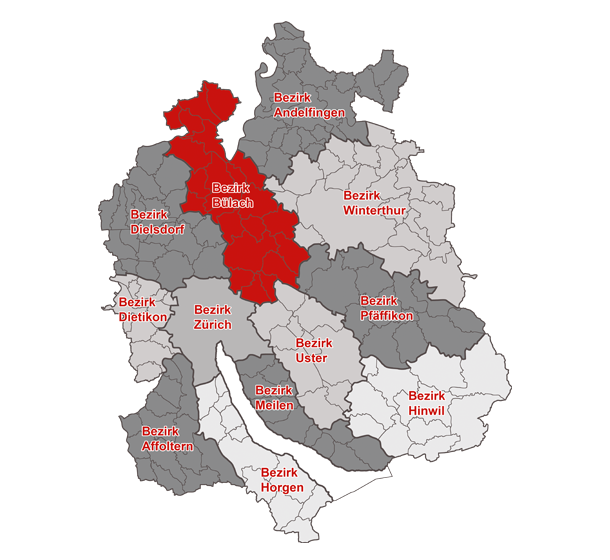 Bezirk
Andelfingen
Bezirk
Bülach
Bezirk
Winterthur
Bezirk
Dielsdorf
Bezirk
Dietikon
Bezirk
Zürich
Bezirk
Pfäffikon
Bezirk
Uster
Bezirk
Meilen
Bezirk
Hinwil
Bezirk
Affoltern
Bezirk
Horgen